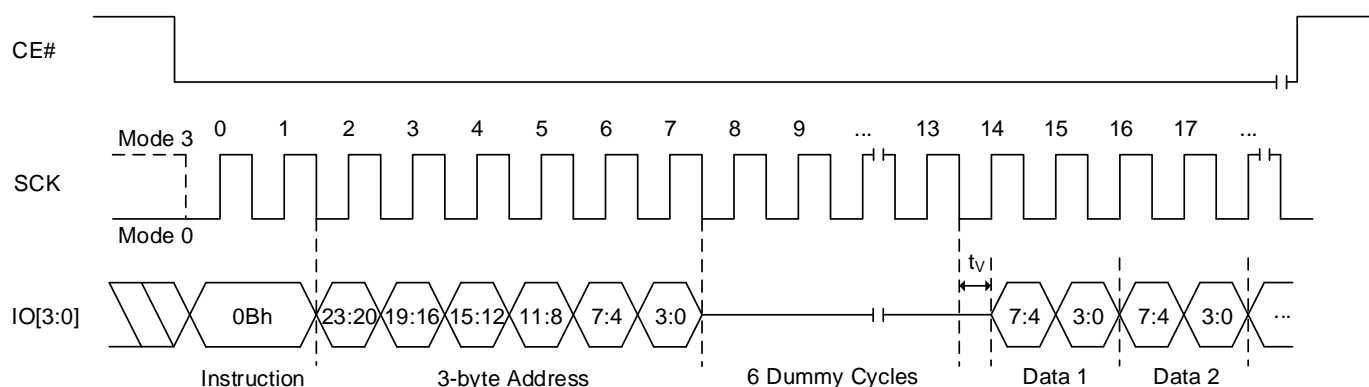 CE#
0 1 2 3 4 5 6 7 8 9 ... 13 14 15 16 17 ...
Mode 3
SCK
Mode 0
tV
IO[3:0] 0Bh 23:20 19:16 15:12 11:8 7:4 3:0 7:4 3:0 7:4 3:0 ...
Instruction 3-byte Address 6 Dummy Cycles Data 1 Data 2